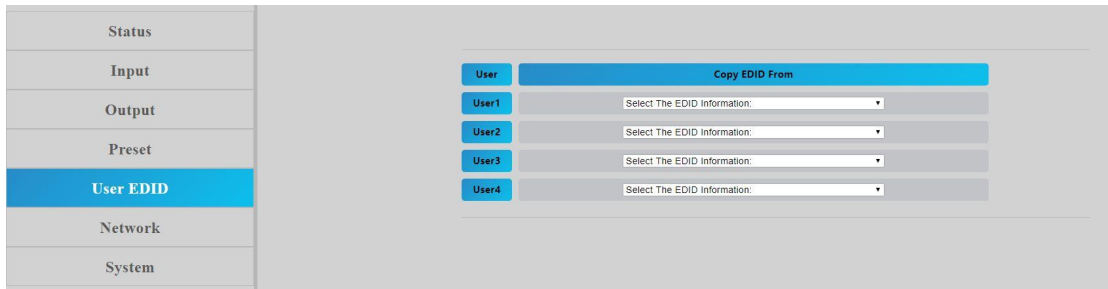 Status
Input
Output
Preset
User EDID
Network
System
User Copy EDID From
User1 Select The EDID Information:
User2 Select The EDID Information:
User3 Select The EDID Information:
User4 Select The EDID Information: